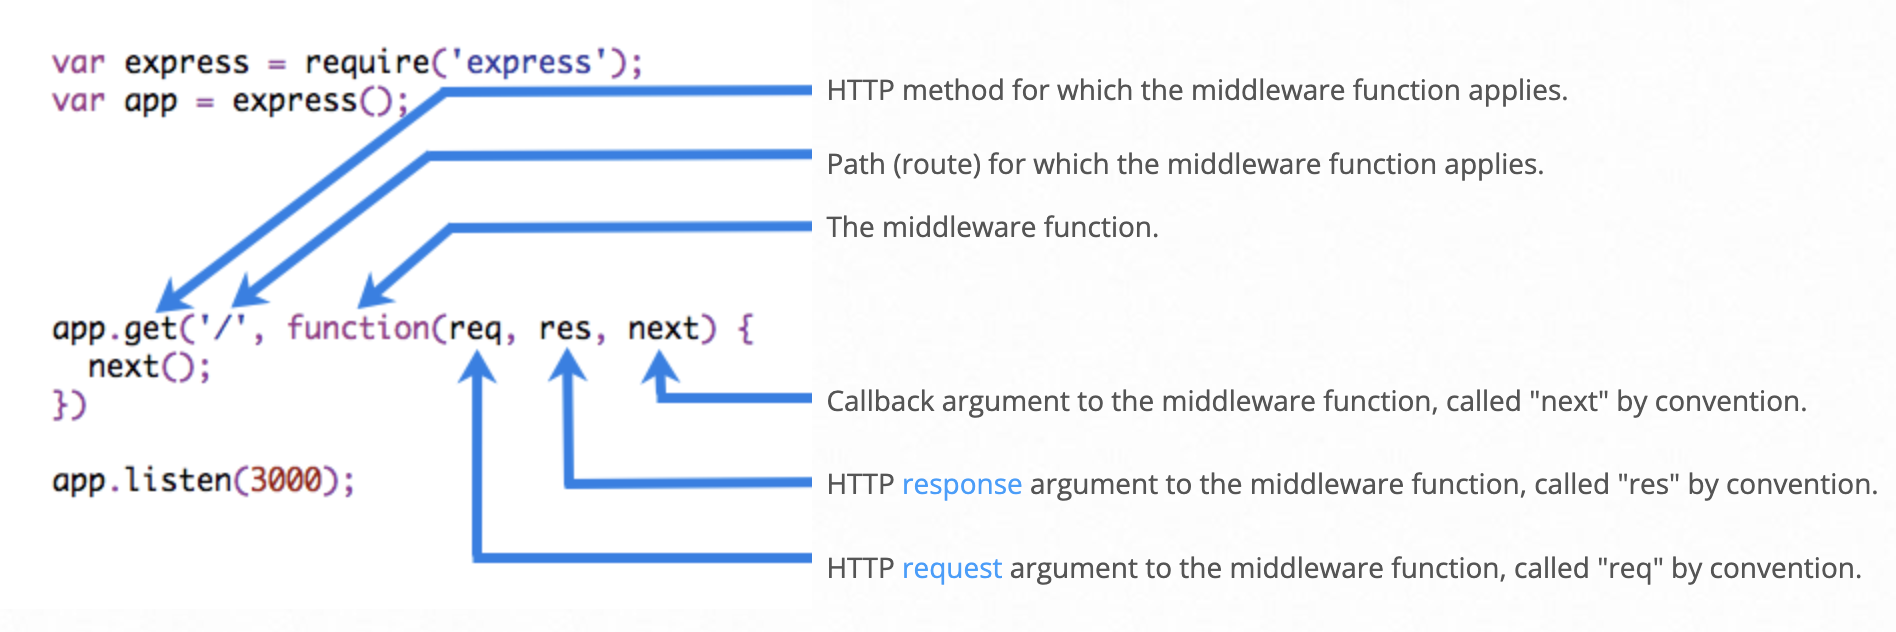 var express = require('express');
var app = express();
HTTP method for which the middleware function applies.
Path (route) for which the middleware function applies.
The middleware function.
app.get('/', function(req, res, next) {
next();
})
Callback argument to the middleware function, called "next" by convention.
app.listen(3000);
HTTP response argument to the middleware function, called "res" by convention.
HTTP request argument to the middleware function, called "req" by convention.